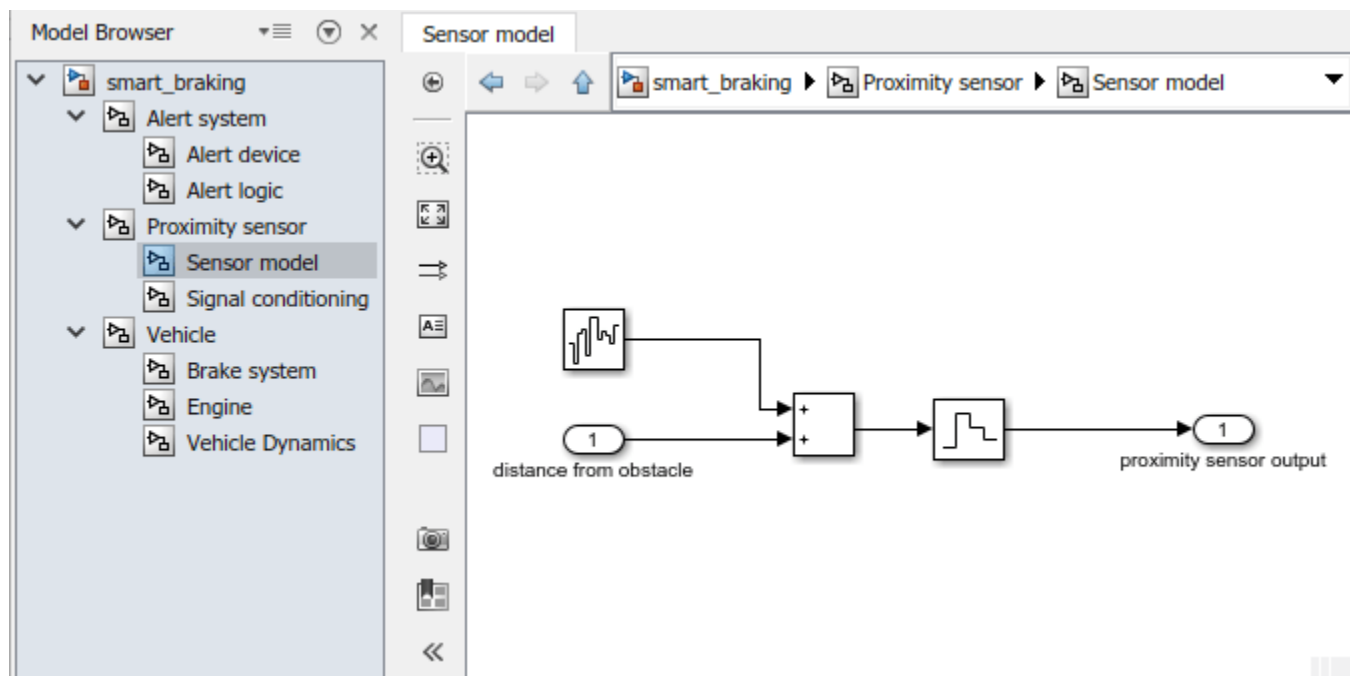 Model Browser
smart_braking
Alert system
Alert device
Alert logic
Proximity sensor
Sensor model
Signal conditioning
Vehicle
Brake system
Engine
Vehicle Dynamics
Sensor model
smart_braking Proximity sensor Sensor model
A
+
1
+
distance from obstacle
1
proximity sensor output